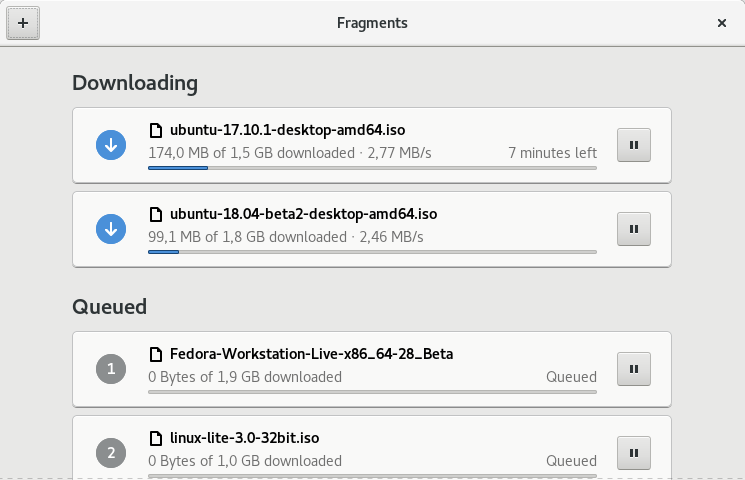 Fragments
Downloading
ubuntu-17.10.1-desktop-amd64.iso
174,0 MB of 1,5 GB downloaded · 2,77 MB/s 7 minutes left
ubuntu-18.04-beta2-desktop-amd64.iso
99,1 MB of 1,8 GB downloaded · 2,46 MB/s
Queued
1 Fedora-Workstation-Live-x86_64-28_Beta
0 Bytes of 1,9 GB downloaded Queued
2 linux-lite-3.0-32bit.iso
0 Bytes of 1,0 GB downloaded Queued